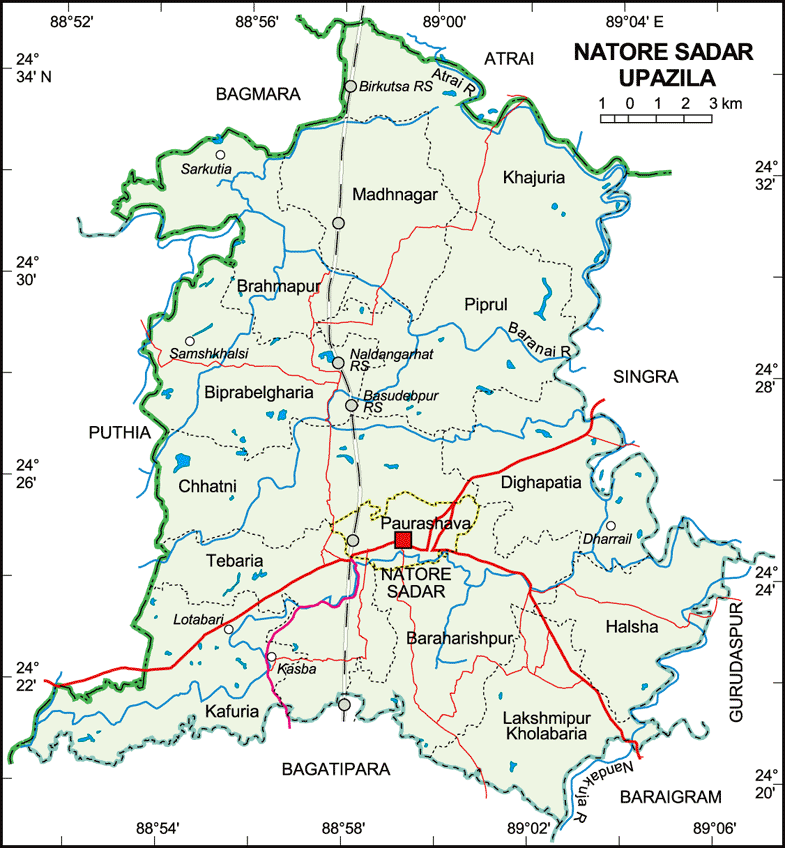 88°52'
88°56'
89°00'
89°04' E
NATORE SADAR
UPAZILA
1 0 1 2 3 km
24°
34' N
ATRAI
Atrai R
Birkutsa RS
BAGMARA
Sarkutia
Khajuria
24°
32'
Madhnagar
24°
30'
Brahmapur
Piprul
Baranai R
Samshkhalsi
Naldangarhat
RS
24°
28'
SINGRA
Biprabelgharia
Basudebpur
RS
PUTHIA
24°
26'
Chhatni
Dighapatia
Paurashava
Dharrail
Tebaria
NATORE
SADAR
24°
24'
Lotabari
Baraharishpur
Halsha
GURUDASPUR
Kasba
24°
22'
Kafuria
Lakshmipur
Kholabaria
BAGATIPARA
Nandakuja R
24°
20'
BARAIGRAM
88°54'
88°58'
89°02'
89°06'